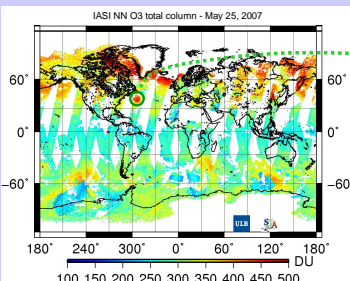 IASI NN O3 total column - May 25, 2007
60˚ 60˚
0˚ 0˚
−60˚ −60˚
180˚ 240˚ 300˚ 0˚ 60˚ 120˚ 180˚
ULB
DU
100 150 200 250 300 350 400 450 500